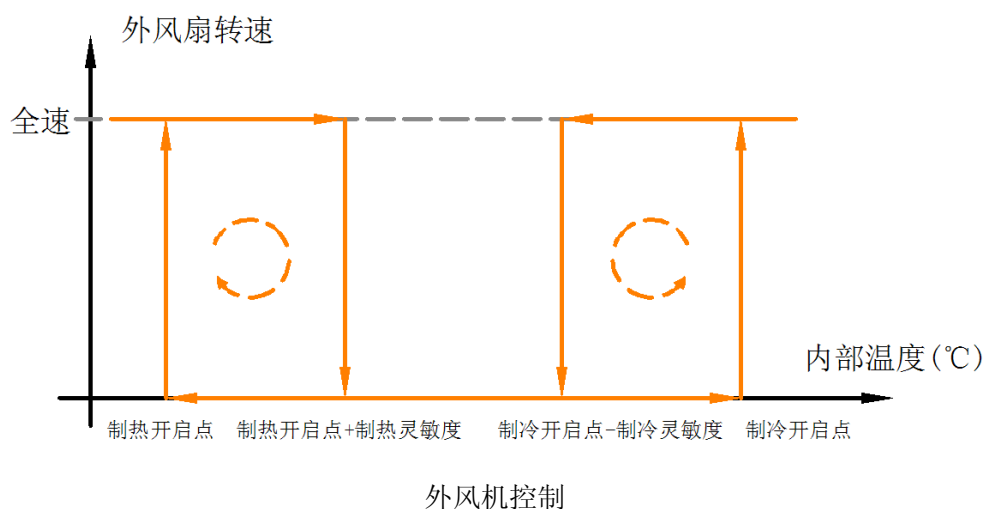 外风扇转速
全速
内部温度(℃)
制热开启点
制热开启点+制热灵敏度
制冷开启点-制冷灵敏度
制冷开启点
外风机控制